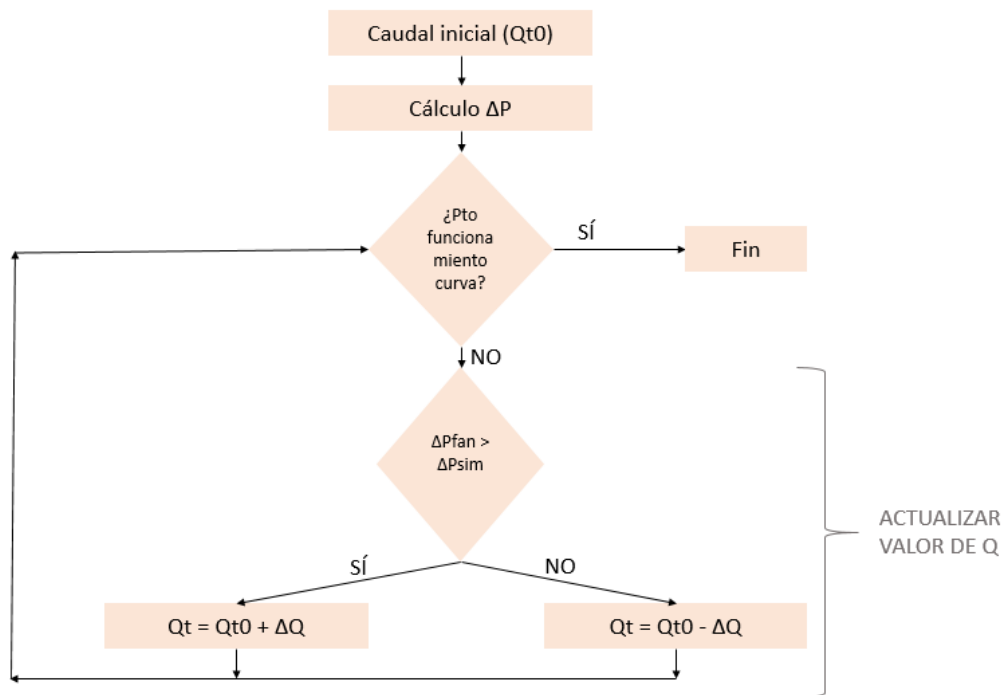 Caudal inicial (Qt0)
Cálculo ΔP
¿Pto
funciona
miento
curva?
SÍ
Fin
NO
ΔPfan >
ΔPsim
SÍ
NO
Qt = Qt0 + ΔQ
Qt = Qt0 - ΔQ
ACTUALIZAR
VALOR DE Q